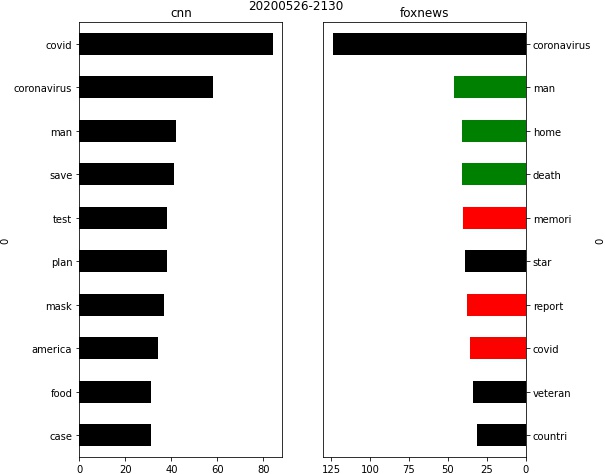 20200526-2130
cnn
foxnews
covid
coronavirus
man
save
test
plan
mask
america
food
case
0
0 20 40 60 80
coronavirus
man
home
death
memori
star
report
covid
veteran
countri
0
125 100 75 50 25 0